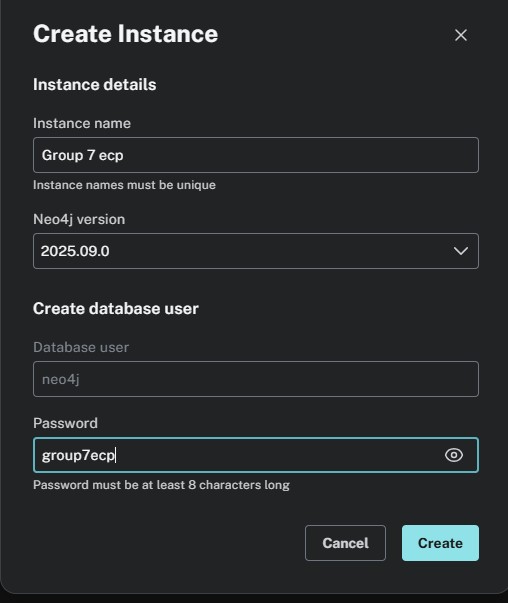 Create Instance
Instance details
Instance name
Group 7 ecp
Instance names must be unique
Neo4j version
2025.09.0
Create database user
Database user
neo4j
Password
group7ecp
Password must be at least 8 characters long
Cancel Create